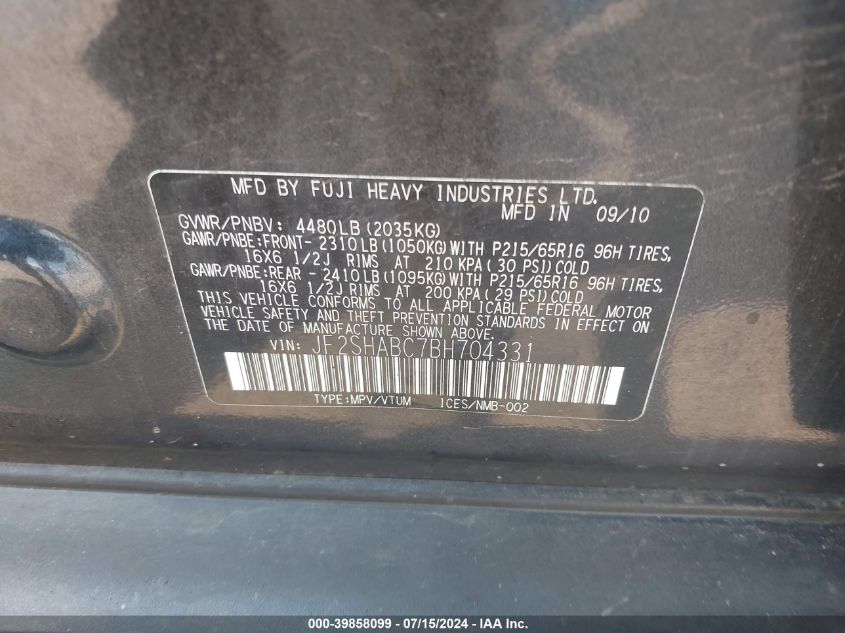 MFD BY FUJI HEAVY INDUSTRIES LTD.
MFD IN 09/10
GVWR/PNBV: 4480LB (2035KG)
GAWR/PNBE:FRONT- 2310LB (1050KG) WITH P215/65R16 96H TIRES,
16X6 1/2J RIMS AT 210 KPA ( 30 PSI) COLD
GAWR/PNBE:REAR - 2410LB (1095KG) WITH P215/65R16 96H TIRES,
16X6 1/2J RIMS AT 200 KPA (29 PSI) COLD
THIS VEHICLE CONFORMS TO ALL APPLICABLE FEDERAL MOTOR
VEHICLE SAFETY AND THEFT PREVENTION STANDARDS IN EFFECT ON
THE DATE OF MANUFACTURE SHOWN ABOVE.
VIN: JF2SHABC7BH704331
TYPE:MPV/VTUM ICES/NMB-002
000-39858099 - 07/15/2024 - IAA Inc.